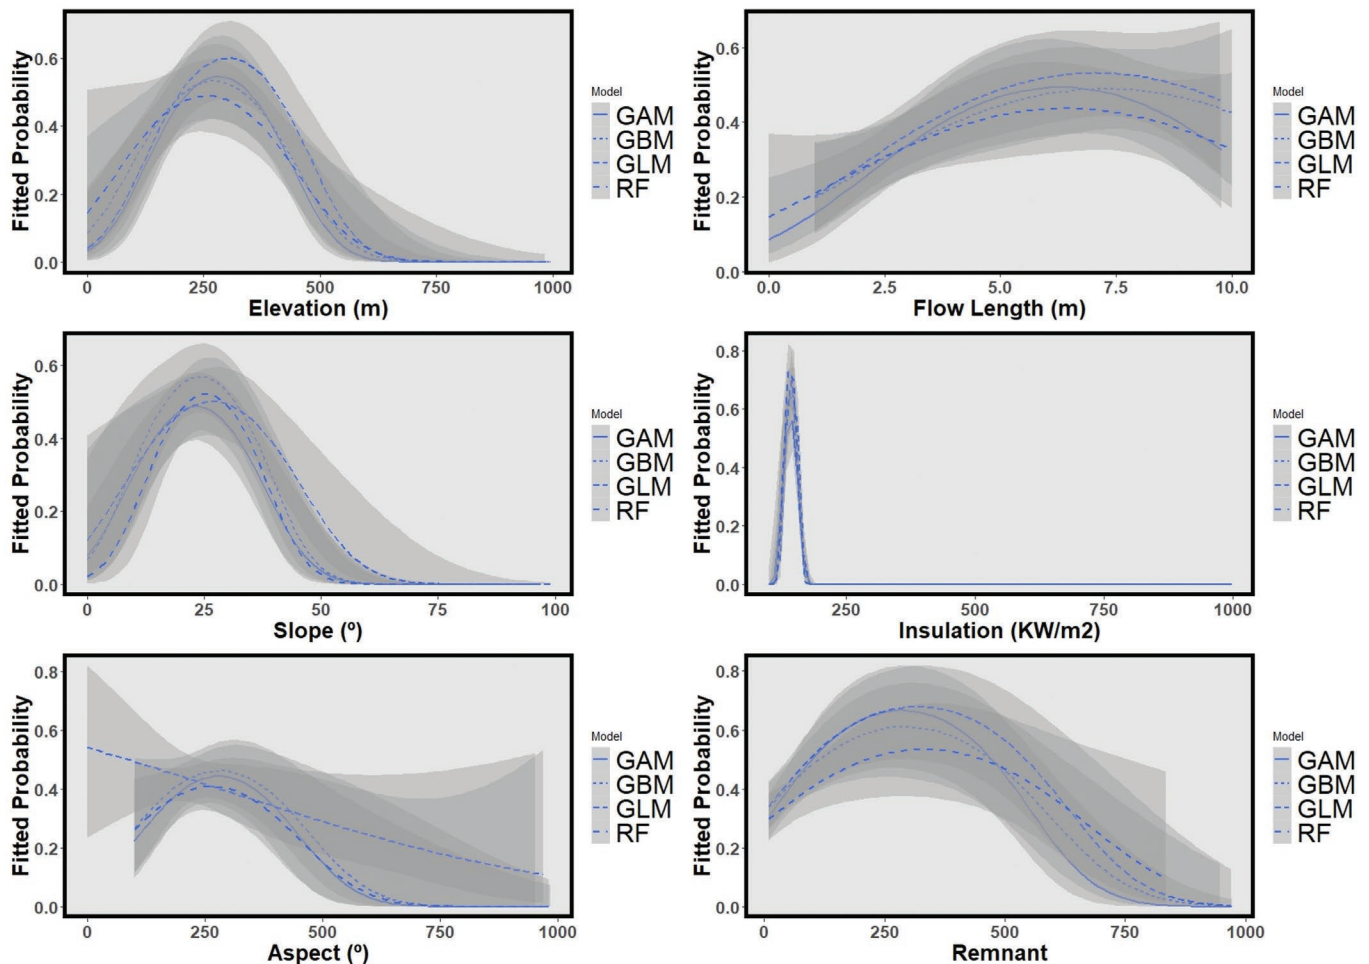 Fitted Probability
0.6
0.4
0.2
0.0
0
250
500
750
1000
Elevation (m)
Model
GAM
GBM
GLM
RF
Fitted Probability
0.6
0.4
0.2
0.0
0.0
2.5
5.0
7.5
10.0
Flow Length (m)
Model
GAM
GBM
GLM
RF
Fitted Probability
0.6
0.4
0.2
0.0
0
25
50
75
100
Slope (º)
Model
GAM
GBM
GLM
RF
Fitted Probability
0.8
0.6
0.4
0.2
0.0
250
500
750
1000
Insulation (KW/m2)
Model
GAM
GBM
GLM
RF
Fitted Probability
0.8
0.6
0.4
0.2
0.0
0
250
500
750
1000
Aspect (º)
Model
GAM
GBM
GLM
RF
Fitted Probability
0.8
0.6
0.4
0.2
0.0
0
250
500
750
1000
Remnant
Model
GAM
GBM
GLM
RF